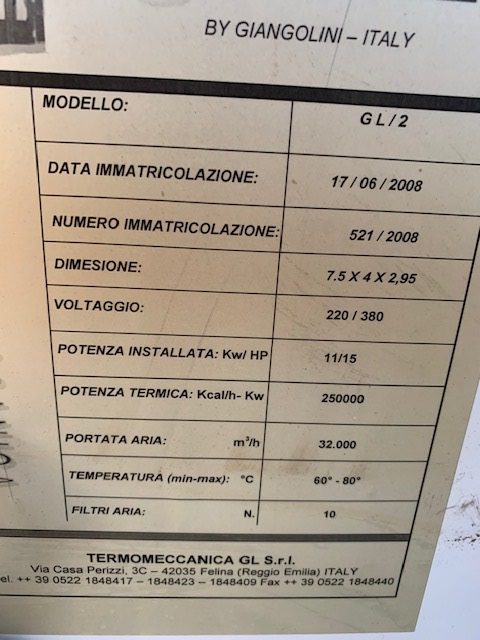 BY GIANGOLINI – ITALY
MODELLO: GL/2
DATA IMMATRICOLAZIONE: 17/06/2008
NUMERO IMMATRICOLAZIONE: 521/2008
DIMESIONE: 7.5 X 4 X 2,95
VOLTAGGIO: 220/380
POTENZA INSTALLATA: Kw/ HP 11/15
POTENZA TERMICA: Kcal/h- Kw 250000
PORTATA ARIA: m³/h 32.000
TEMPERATURA (min-max): °C 60° - 80°
FILTRI ARIA: N. 10
TERMOMECCANICA GL S.r.l.
Via Casa Perizzi, 3C – 42035 Felina (Reggio Emilia) ITALY
el. ++ 39 0522 1848417 – 1848423 – 1848409 Fax ++ 39 0522 1848440